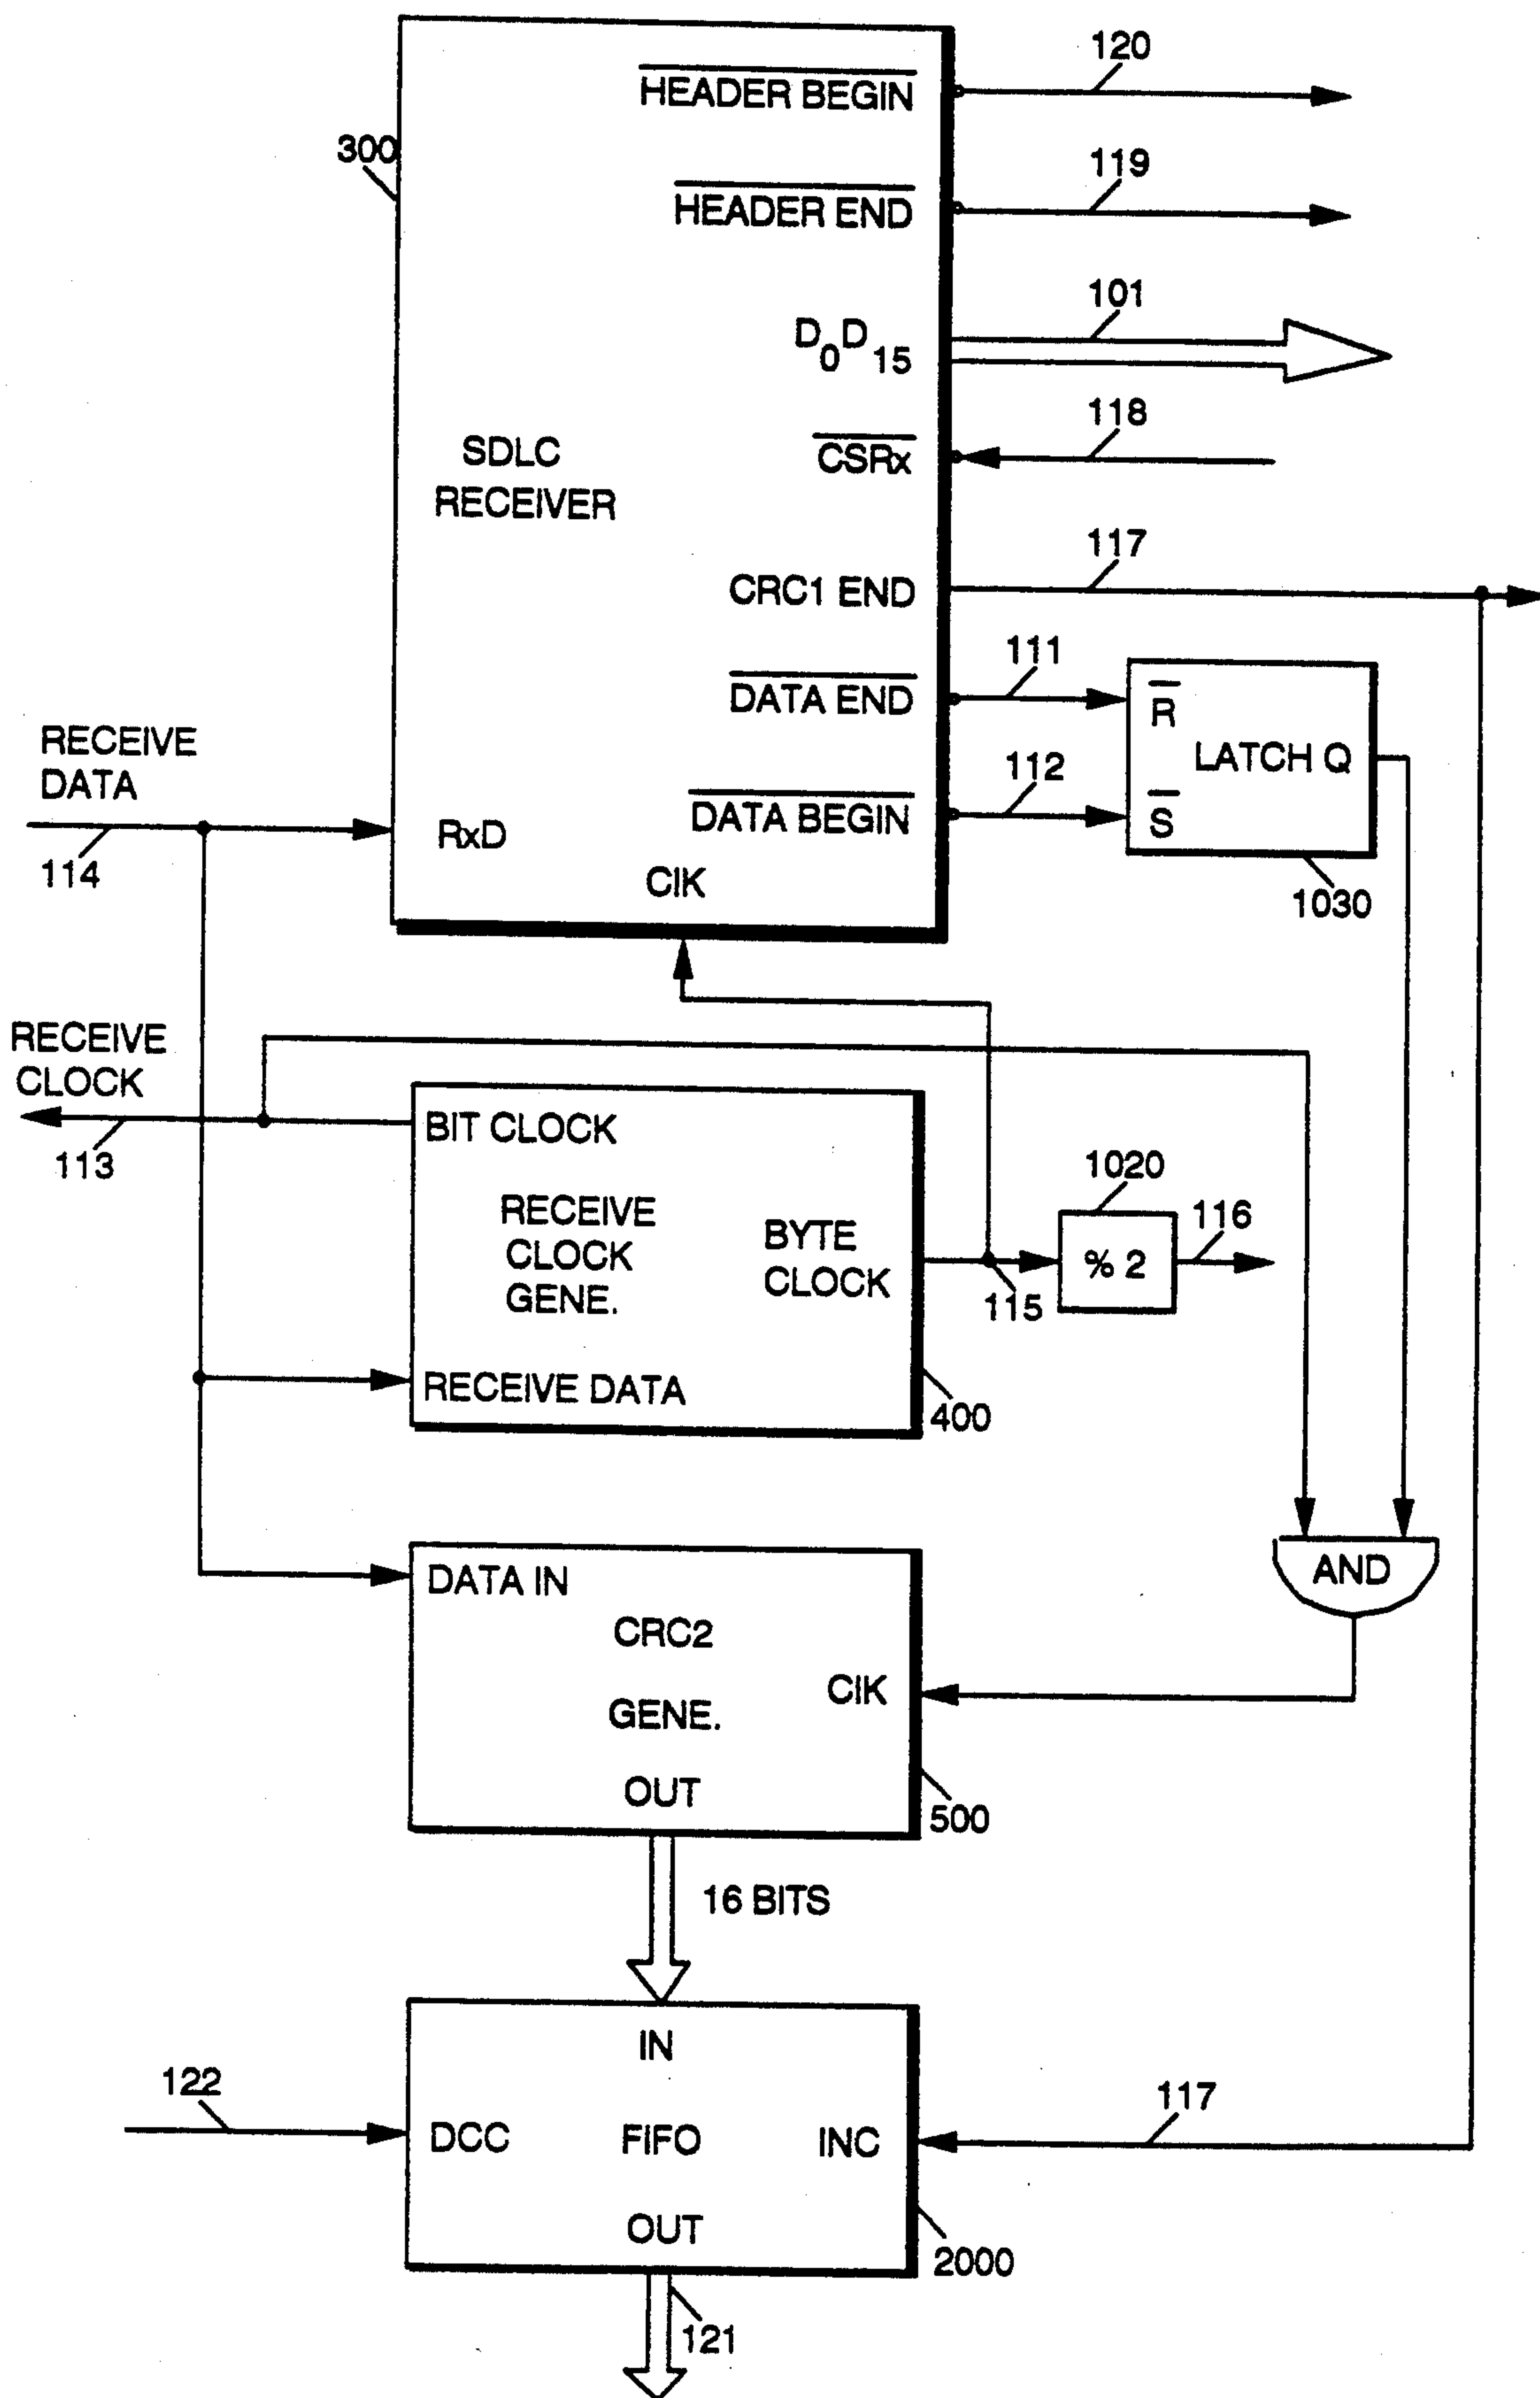 120
HEADER BEGIN
300
119
HEADER END
101
D0D15
118
CSRx
SDLC
RECEIVER
117
CRC1 END
111
DATA END
R
LATCH Q
RECEIVE
DATA
112
DATA BEGIN
S
RxD
114
CIK
1030
RECEIVE
CLOCK
BIT CLOCK
113
1020
116
RECEIVE
CLOCK
GENE.
BYTE
CLOCK
% 2
115
RECEIVE DATA
400
DATA IN
AND
CRC2
CIK
GENE.
OUT
500
16 BITS
IN
122
117
DCC
FIFO
INC
OUT
2000
121